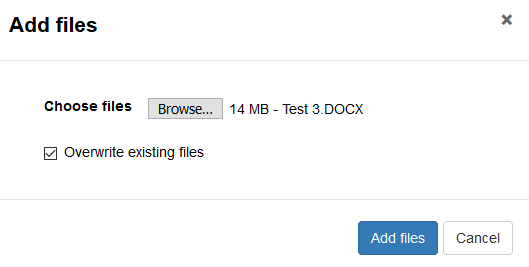 Add files
Choose files Browse... 14 MB - Test 3.DOCX
Overwrite existing files
Add files Cancel